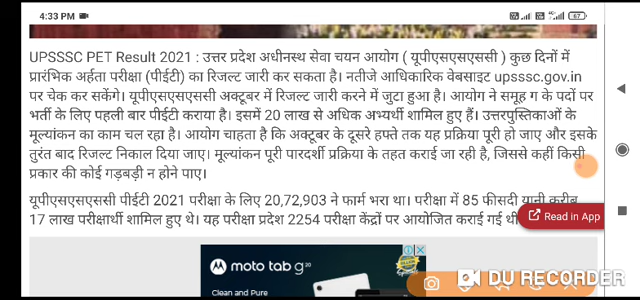 4:33 PM
67
UPSSSC PET Result 2021 : उत्तर प्रदेश अधीनस्थ सेवा चयन आयोग ( यूपीएसएसएससी ) कुछ दिनों में
प्रारंभिक अर्हता परीक्षा (पीईटी) का रिजल्ट जारी कर सकता है। नतीजे आधिकारिक वेबसाइट upsssc.gov.in
पर चेक कर सकेंगे। यूपीएसएसएससी अक्टूबर में रिजल्ट जारी करने में जुटा हुआ है। आयोग ने समूह ग के पदों पर
भर्ती के लिए पहली बार पीईटी कराया है। इसमें 20 लाख से अधिक अभ्यर्थी शामिल हुए हैं। उत्तरपुस्तिकाओं के
मूल्यांकन का काम चल रहा है। आयोग चाहता है कि अक्टूबर के दूसरे हफ्ते तक यह प्रक्रिया पूरी हो जाए और इसके
तुरंत बाद रिजल्ट निकाल दिया जाए। मूल्यांकन पूरी पारदर्शी प्रक्रिया के तहत कराई जा रही है, जिससे कहीं किसी
प्रकार की कोई गड़बड़ी न होने पाए।
यूपीएसएसएससी पीईटी 2021 परीक्षा के लिए 20,72,903 ने फार्म भरा था। परीक्षा में 85 फीसदी यानी करीब
17 लाख परीक्षार्थी शामिल हुए थे। यह परीक्षा प्रदेश 2254 परीक्षा केंद्रों पर आयोजित कराई गई थी
Read in App
moto tab g20
Clean and Pure
DU RECORDER